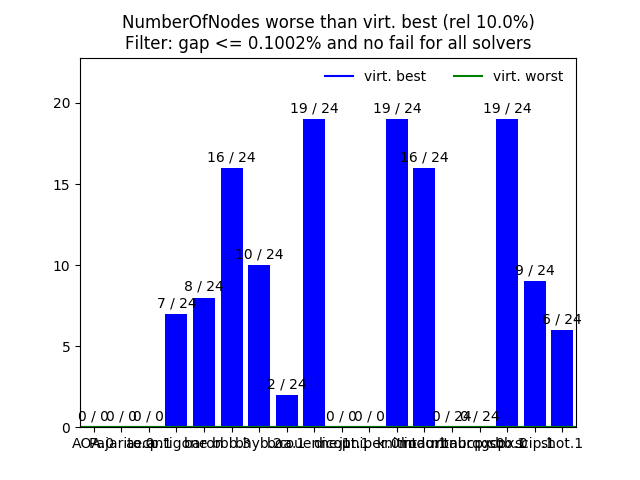 NumberOfNodes worse than virt. best (rel 10.0%)
Filter: gap <= 0.1002% and no fail for all solvers
virt. best
virt. worst
20
15
10
5
0
19 / 24
19 / 24
19 / 24
16 / 24
16 / 24
10 / 24
9 / 24
8 / 24
7 / 24
6 / 24
2 / 24
0 / 0
0 / 0
0 / 0
0 / 0
0 / 0
0 / 24
0 / 24
shot.1